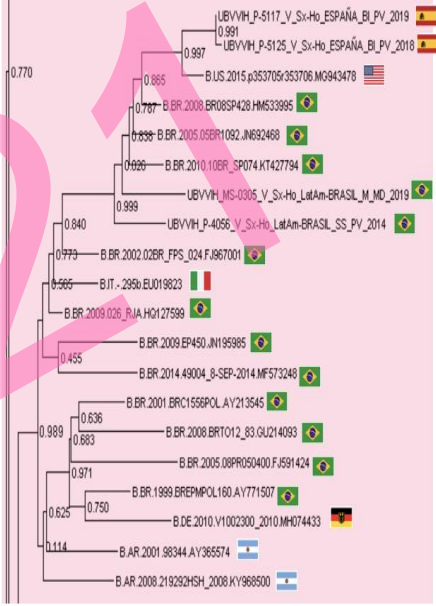 UBVVIH_P-5117_V_Sx-Ho_ESPAÑA_BI_PV_2019
0.991
UBVVIH_P-5125_V_Sx-Ho_ESPAÑA_BI_PV_2018
0.997
0.770
B.US.2015.p353705r353706.MG943478
0.865
0.787
B.BR.2008.BR08SP428.HM533995
0.838
B.BR.2005.05BR1092.JN692468
0.026
B.BR.2010.10BR_SP074.KT427794
UBVVIH_MS-0305_V_Sx-Ho_LatAm-BRASIL_M_MD_2019
0.999
UBVVIH_P-4056_V_Sx-Ho_LatAm-BRASIL_SS_PV_2014
0.840
0.773
B.BR.2002.02BR_FPS_024.FJ967001
0.565
B.IT.-.295b.EU019823
B.BR.2009.026_RJA.HQ127599
B.BR.2009.EP450.JN195985
0.455
B.BR.2014.49004_8-SEP-2014.MF573248
B.BR.2001.BRC1556POL.AY213545
0.636
0.989
B.BR.2008.BRTO12_83.GU214093
0.683
B.BR.2005.08PR050400.FJ591424
0.971
B.BR.1999.BREPMPOL160.AY771507
0.750
0.625
B.DE.2010.V1002300_2010.MH074433
0.114
B.AR.2001.98344.AY365574
B.AR.2008.219292HSH_2008.KY968500
21